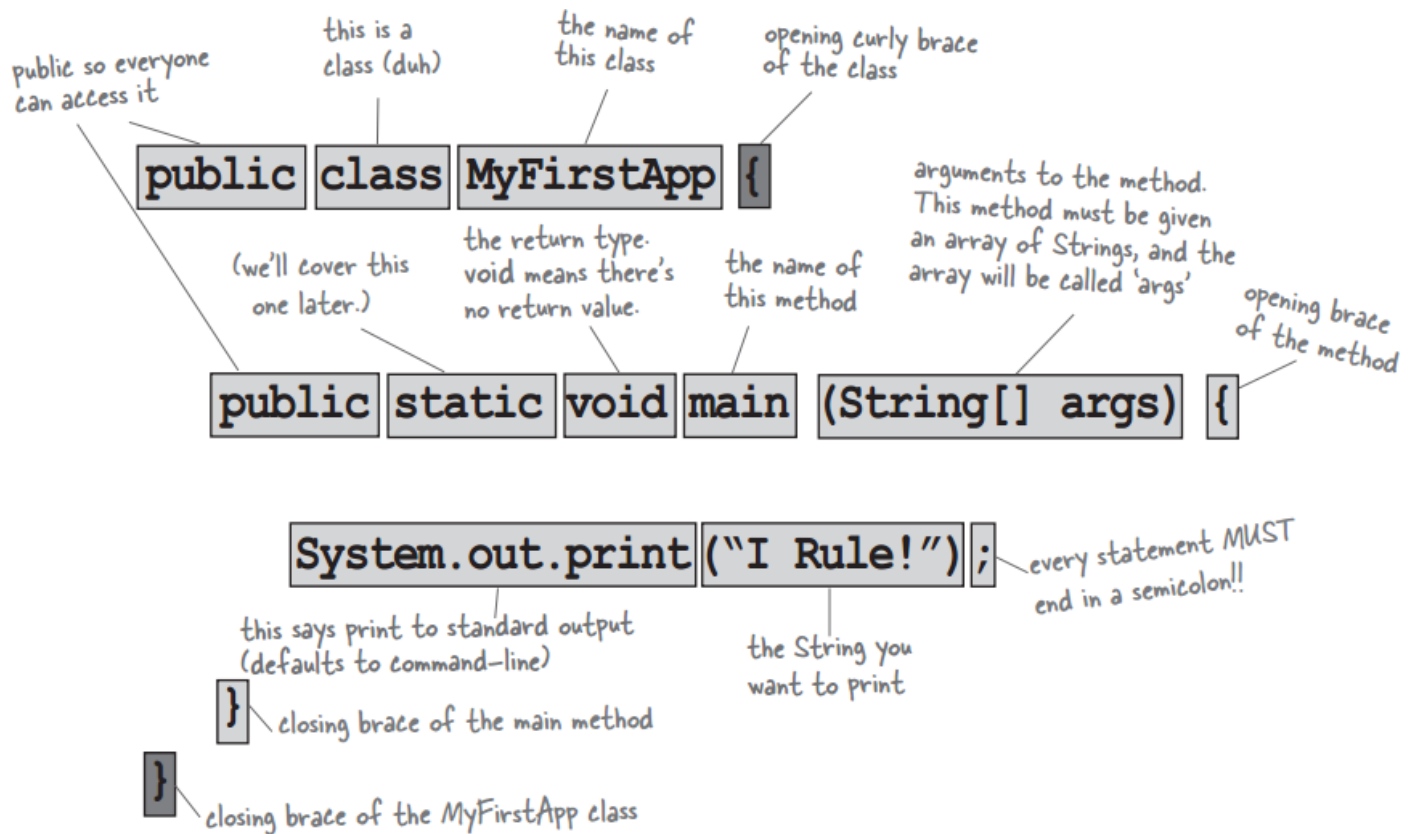 this is a
class (duh)
the name of
this class
opening curly brace
of the class
public so everyone
can access it
public class MyFirstApp {
arguments to the method.
This method must be given
an array of Strings, and the
array will be called ‘args’
(we’ll cover this
one later.)
the return type.
void means there’s
no return value.
the name of
this method
opening brace
of the method
public static void main (String[] args) {
System.out.print(“I Rule!”);
every statement MUST
end in a semicolon!!
this says print to standard output
(defaults to command-line)
the String you
want to print
}
closing brace of the main method
}
closing brace of the MyFirstApp class